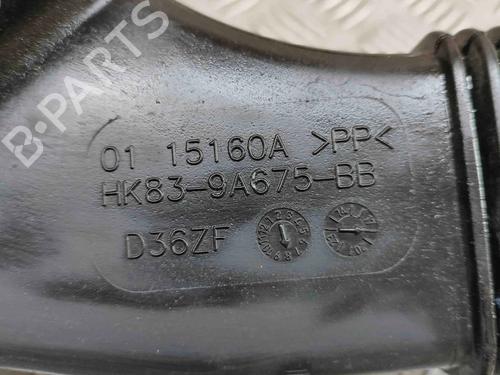 B-PARTS
01 15160A >PP<
HK83-9A675-BB
D36ZF